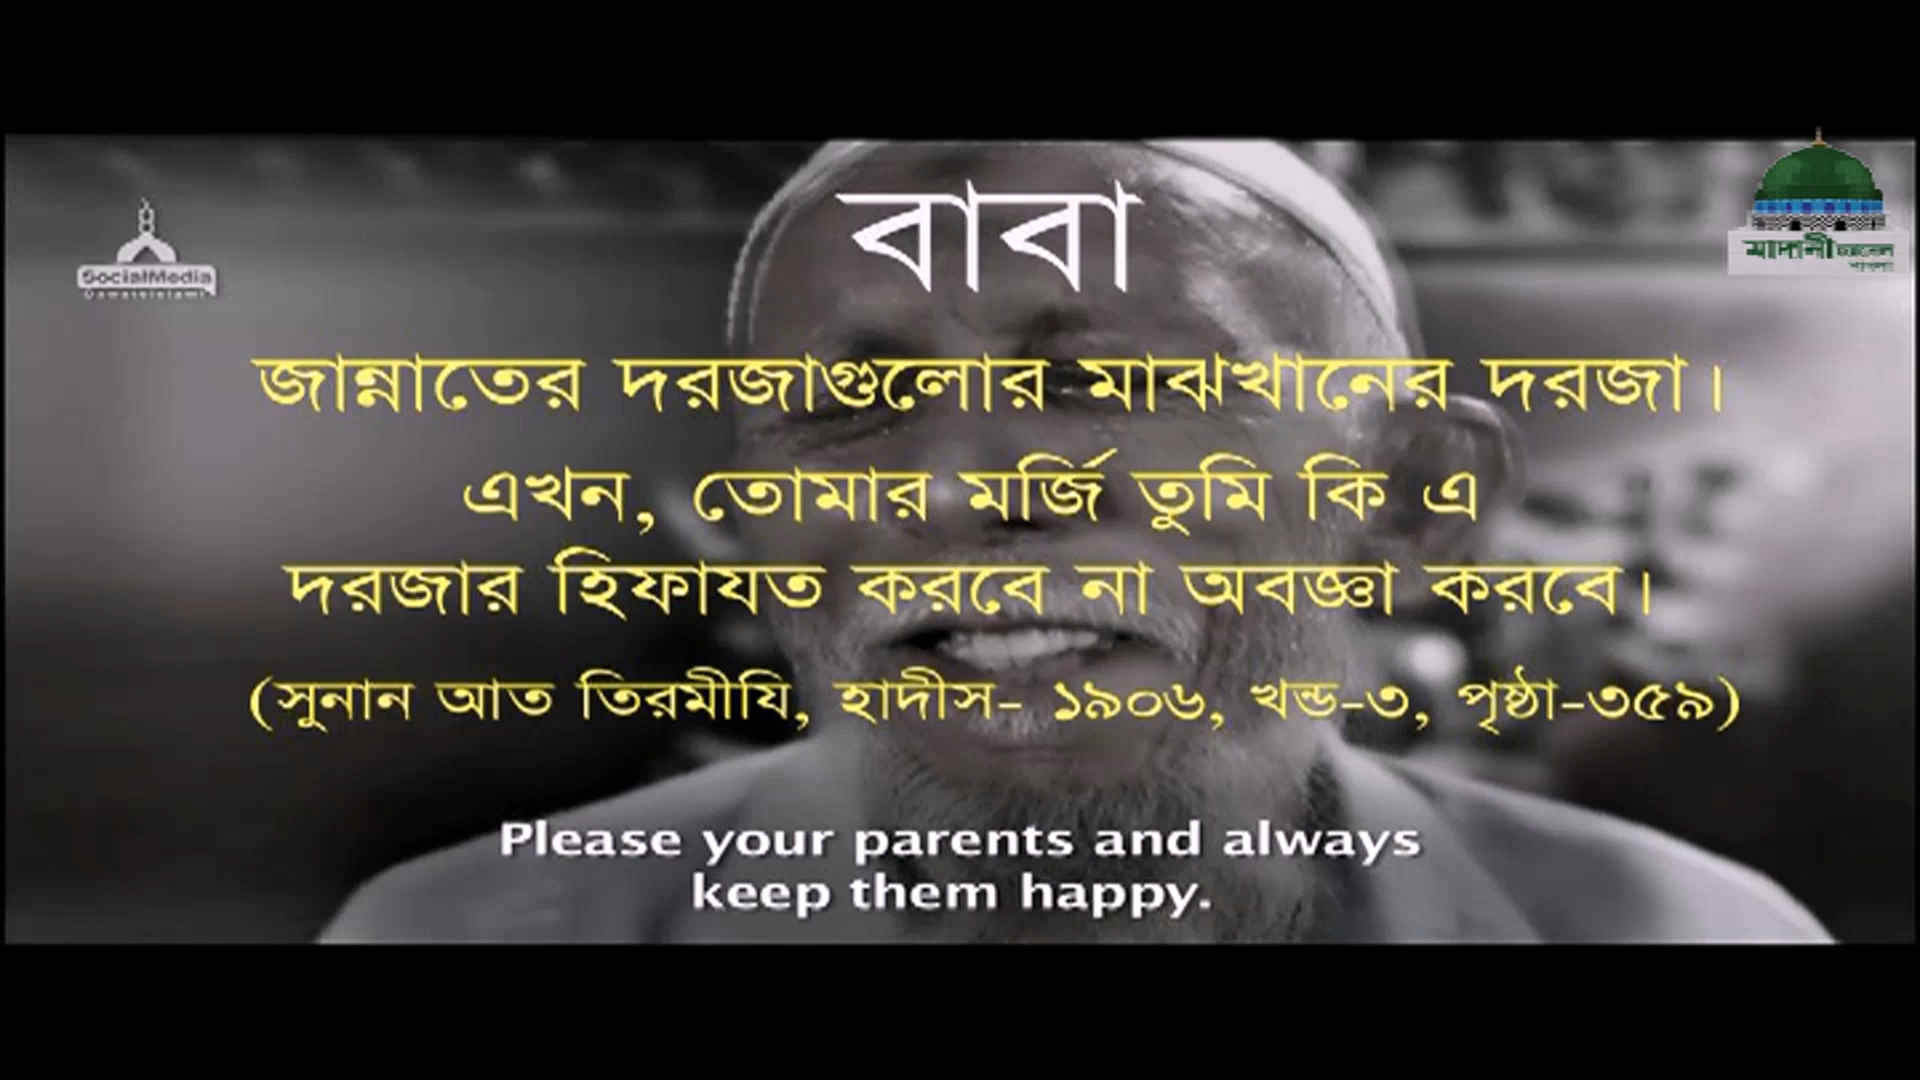 বাবা
SocialMedia
Dawateislami
মাদানী চ্যানেল
বাংলা
জান্নাতের দরজাগুলোর মাঝখানের দরজা।
এখন, তোমার মর্জি তুমি কি এ
দরজার হিফাযত করবে না অবজ্ঞা করবে।
(সুনান আত তিরমীযি, হাদীস- ১৯০৬, খন্ড-৩, পৃষ্ঠা-৩৫৯)
Please your parents and always
keep them happy.